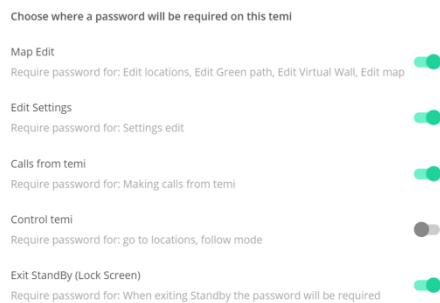 Choose where a password will be required on this temi
Map Edit
Require password for: Edit locations, Edit Green path, Edit Virtual Wall, Edit map
Edit Settings
Require password for: Settings edit
Calls from temi
Require password for: Making calls from temi
Control temi
Require password for: go to locations, follow mode
Exit StandBy (Lock Screen)
Require password for: When exiting Standby the password will be required